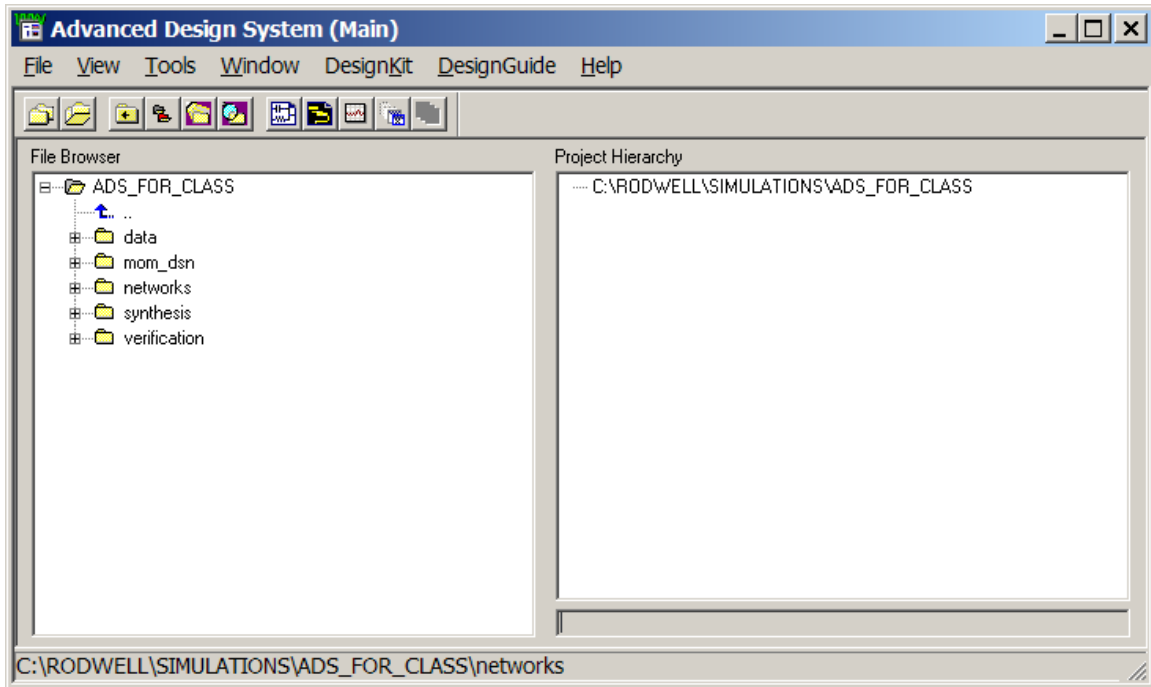 Advanced Design System (Main)
File View Tools Window DesignKit DesignGuide Help
File Browser
ADS_FOR_CLASS
..
data
mom_dsn
networks
synthesis
verification
Project Hierarchy
C:\RODWELL\SIMULATIONS\ADS_FOR_CLASS
C:\RODWELL\SIMULATIONS\ADS_FOR_CLASS\networks